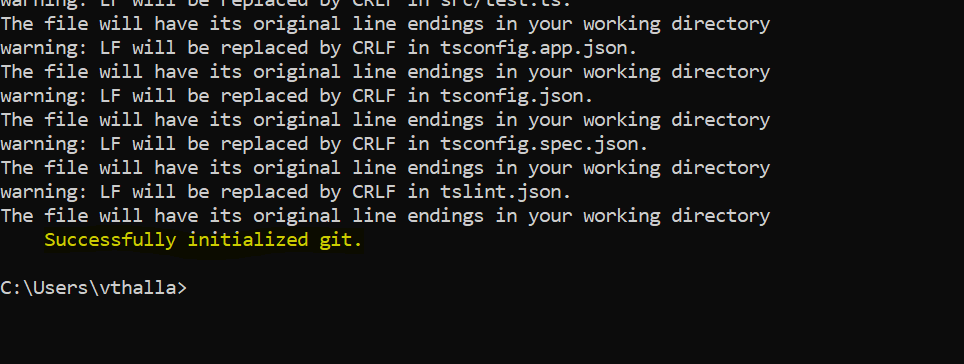 warning: LF will be replaced by CRLF in src/test.ts.
The file will have its original line endings in your working directory
warning: LF will be replaced by CRLF in tsconfig.app.json.
The file will have its original line endings in your working directory
warning: LF will be replaced by CRLF in tsconfig.json.
The file will have its original line endings in your working directory
warning: LF will be replaced by CRLF in tsconfig.spec.json.
The file will have its original line endings in your working directory
warning: LF will be replaced by CRLF in tslint.json.
The file will have its original line endings in your working directory
    Successfully initialized git.
C:\Users\vthalla>